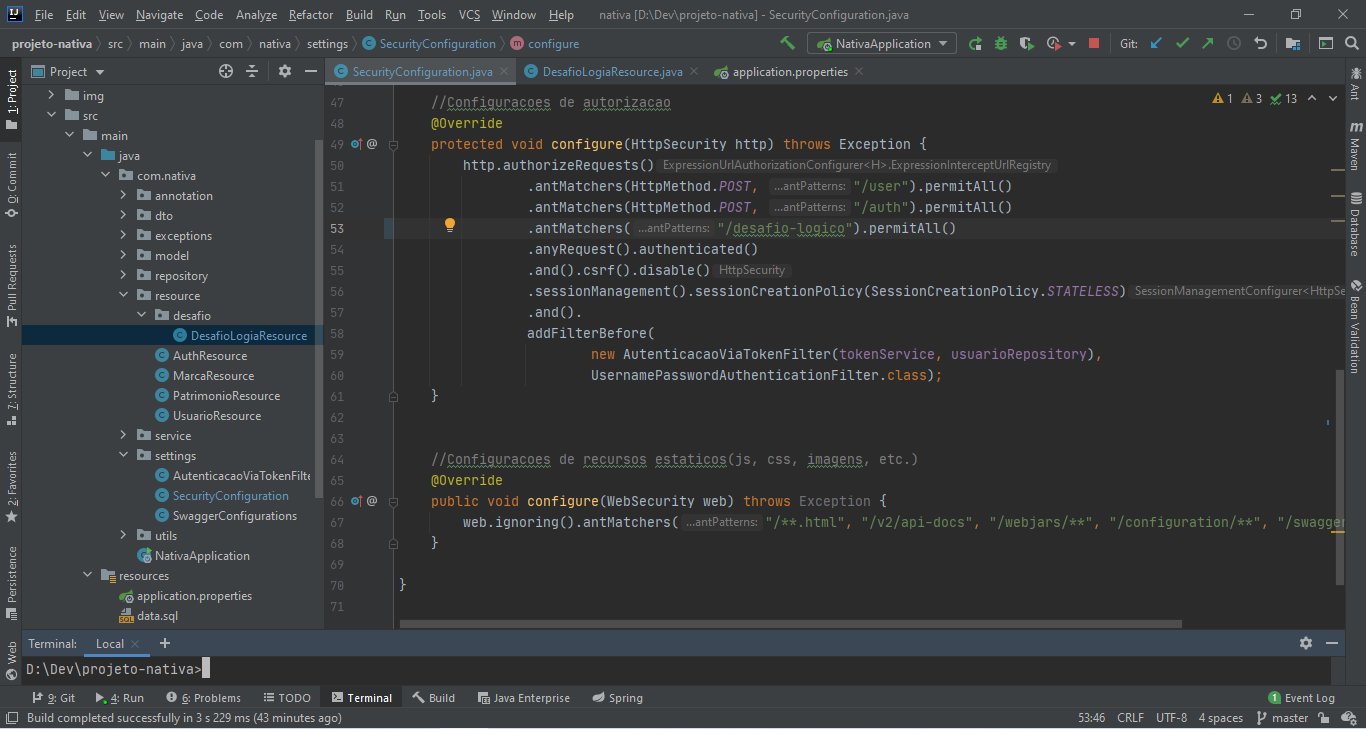 File Edit View Navigate Code Analyze Refactor Build Run Tools VCS Window Help nativa [D:\Dev\projeto-nativa] - SecurityConfiguration.java
projeto-nativa src main java com nativa settings SecurityConfiguration configure NativaApplication Git:
Project SecurityConfiguration.java DesafioLogiaResource.java application.properties
1: Project
0: Commit
Pull Requests
7: Structure
2: Favorites
Persistence
Web
img
src
main
java
com.nativa
annotation
dto
exceptions
model
repository
resource
desafio
DesafioLogiaResource
AuthResource
MarcaResource
PatrimonioResource
UsuarioResource
service
settings
AutenticacaoViaTokenFilte
SecurityConfiguration
SwaggerConfigurations
utils
NativaApplication
resources
application.properties
data.sql
1 3 13
47 //Configuracoes de autorizacao
48 @Override
49 protected void configure(HttpSecurity http) throws Exception {
50 http.authorizeRequests() ExpressionUrlAuthorizationConfigurer<H>.ExpressionInterceptUrlRegistry
51 .antMatchers(HttpMethod.POST, ...antPatterns: "/user").permitAll()
52 .antMatchers(HttpMethod.POST, ...antPatterns: "/auth").permitAll()
53 .antMatchers( ...antPatterns: "/desafio-logico").permitAll()
54 .anyRequest().authenticated()
55 .and().csrf().disable() HttpSecurity
56 .sessionManagement().sessionCreationPolicy(SessionCreationPolicy.STATELESS) SessionManagementConfigurer<HttpSe
57 .and().
58 addFilterBefore(
59 new AutenticacaoViaTokenFilter(tokenService, usuarioRepository),
60 UsernamePasswordAuthenticationFilter.class);
61 }
62
63
64 //Configuracoes de recursos estaticos(js, css, imagens, etc.)
65 @Override
66 public void configure(WebSecurity web) throws Exception {
67 web.ignoring().antMatchers( ...antPatterns: "/**.html", "/v2/api-docs", "/webjars/**", "/configuration/**", "/swagger
68 }
69
70 }
71
Ant
m Maven
Database
Bean Validation
Terminal: Local
D:\Dev\projeto-nativa>
9: Git 4: Run 6: Problems TODO Terminal Build Java Enterprise Spring 1 Event Log
Build completed successfully in 3 s 229 ms (43 minutes ago) 53:46 CRLF UTF-8 4 spaces master